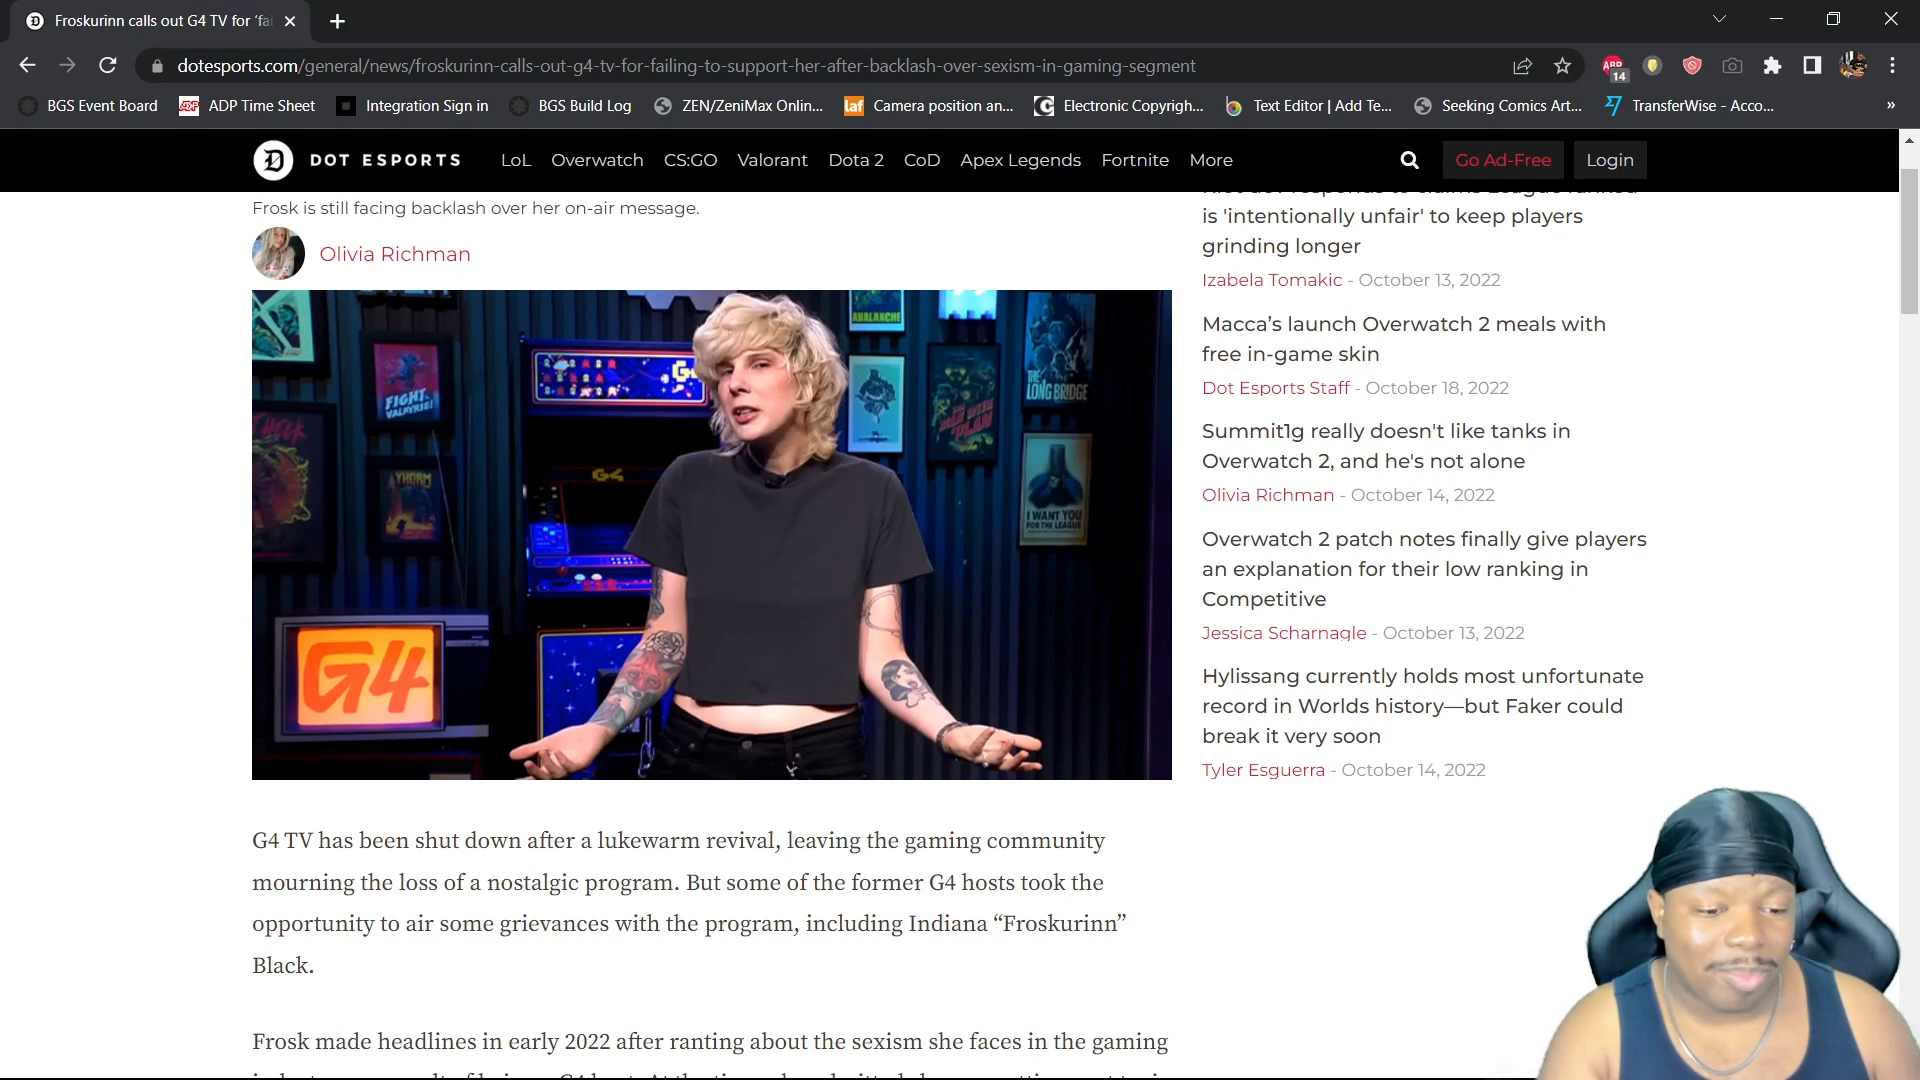 Froskurinn calls out G4 TV for ‘fai
dotesports.com/general/news/froskurinn-calls-out-g4-tv-for-failing-to-support-her-after-backlash-over-sexism-in-gaming-segment
ABP
14
BGS Event Board
ADP ADP Time Sheet
Integration Sign in
BGS Build Log
ZEN/ZeniMax Onlin...
laf Camera position an...
Electronic Copyrigh...
Text Editor | Add Te...
Seeking Comics Art...
TransferWise - Acco...
»
DOT ESPORTS
LoL
Overwatch
CS:GO
Valorant
Dota 2
CoD
Apex Legends
Fortnite
More
Go Ad-Free
Login
Frosk is still facing backlash over her on-air message.
Olivia Richman
AVALANCHE
FIGHT,
VALKYRIE!
THE
LONG BRIDGE
THE
MAN WITH
PLAN
YHORM
I WANT YOU
FOR THE LEAGUE
G4
G4
G4
G4 TV has been shut down after a lukewarm revival, leaving the gaming community
mourning the loss of a nostalgic program. But some of the former G4 hosts took the
opportunity to air some grievances with the program, including Indiana “Froskurinn”
Black.
Frosk made headlines in early 2022 after ranting about the sexism she faces in the gaming
is 'intentionally unfair' to keep players
grinding longer
Izabela Tomakic - October 13, 2022
Macca’s launch Overwatch 2 meals with
free in-game skin
Dot Esports Staff - October 18, 2022
Summit1g really doesn't like tanks in
Overwatch 2, and he's not alone
Olivia Richman - October 14, 2022
Overwatch 2 patch notes finally give players
an explanation for their low ranking in
Competitive
Jessica Scharnagle - October 13, 2022
Hylissang currently holds most unfortunate
record in Worlds history—but Faker could
break it very soon
Tyler Esguerra - October 14, 2022